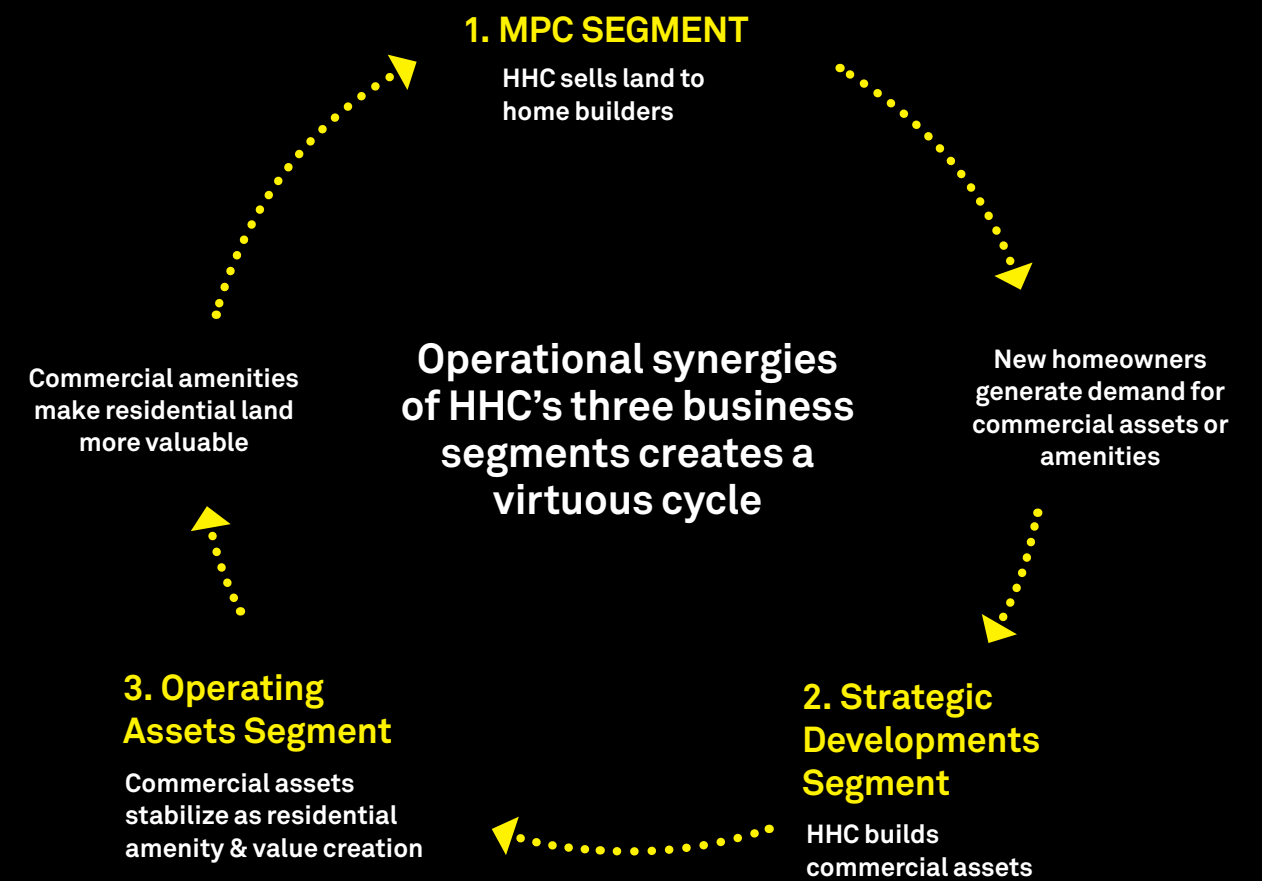 1. MPC SEGMENT
HHC sells land to
home builders
New homeowners
generate demand for
commercial assets or
amenities
2. Strategic
Developments
Segment
HHC builds
commercial assets
3. Operating
Assets Segment
Commercial assets
stabilize as residential
amenity & value creation
Commercial amenities
make residential land
more valuable
Operational synergies
of HHC’s three business
segments creates a
virtuous cycle